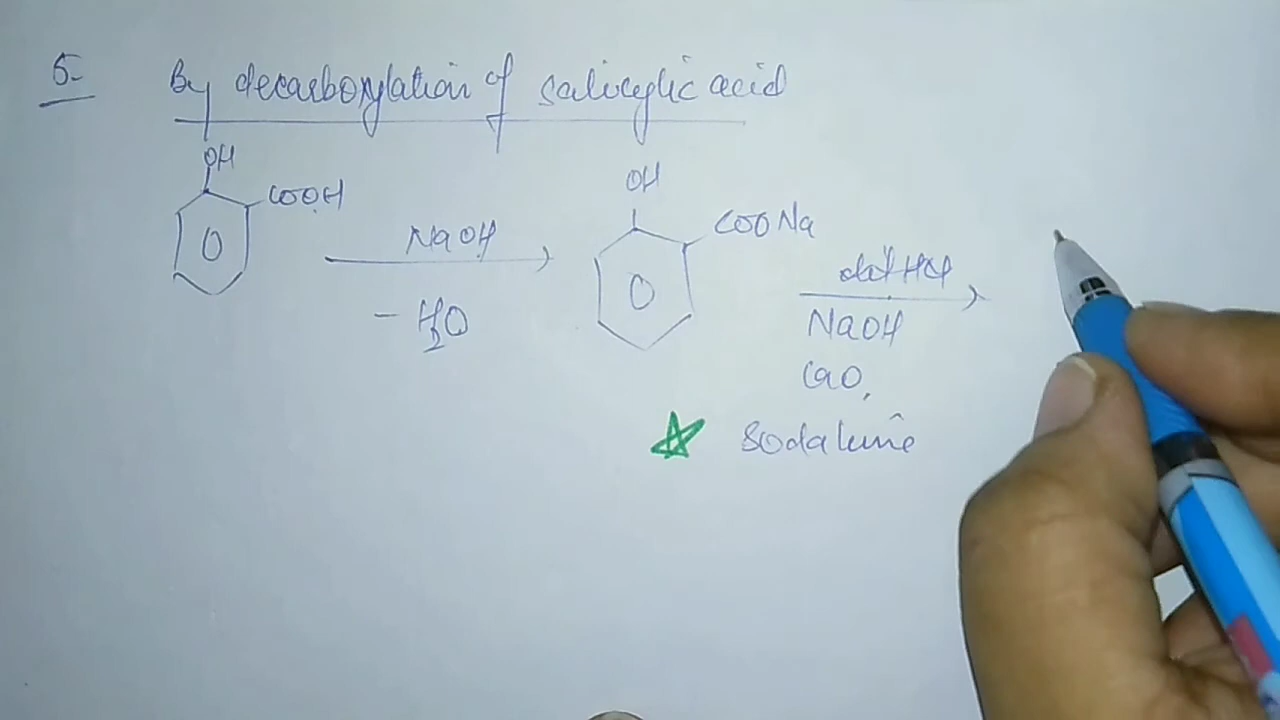 5- By decarboxylation of salicylic acid
OH
COOH
NaOH
- H2O
OH
COONa
dil HCl
NaOH
CaO,
sodalime